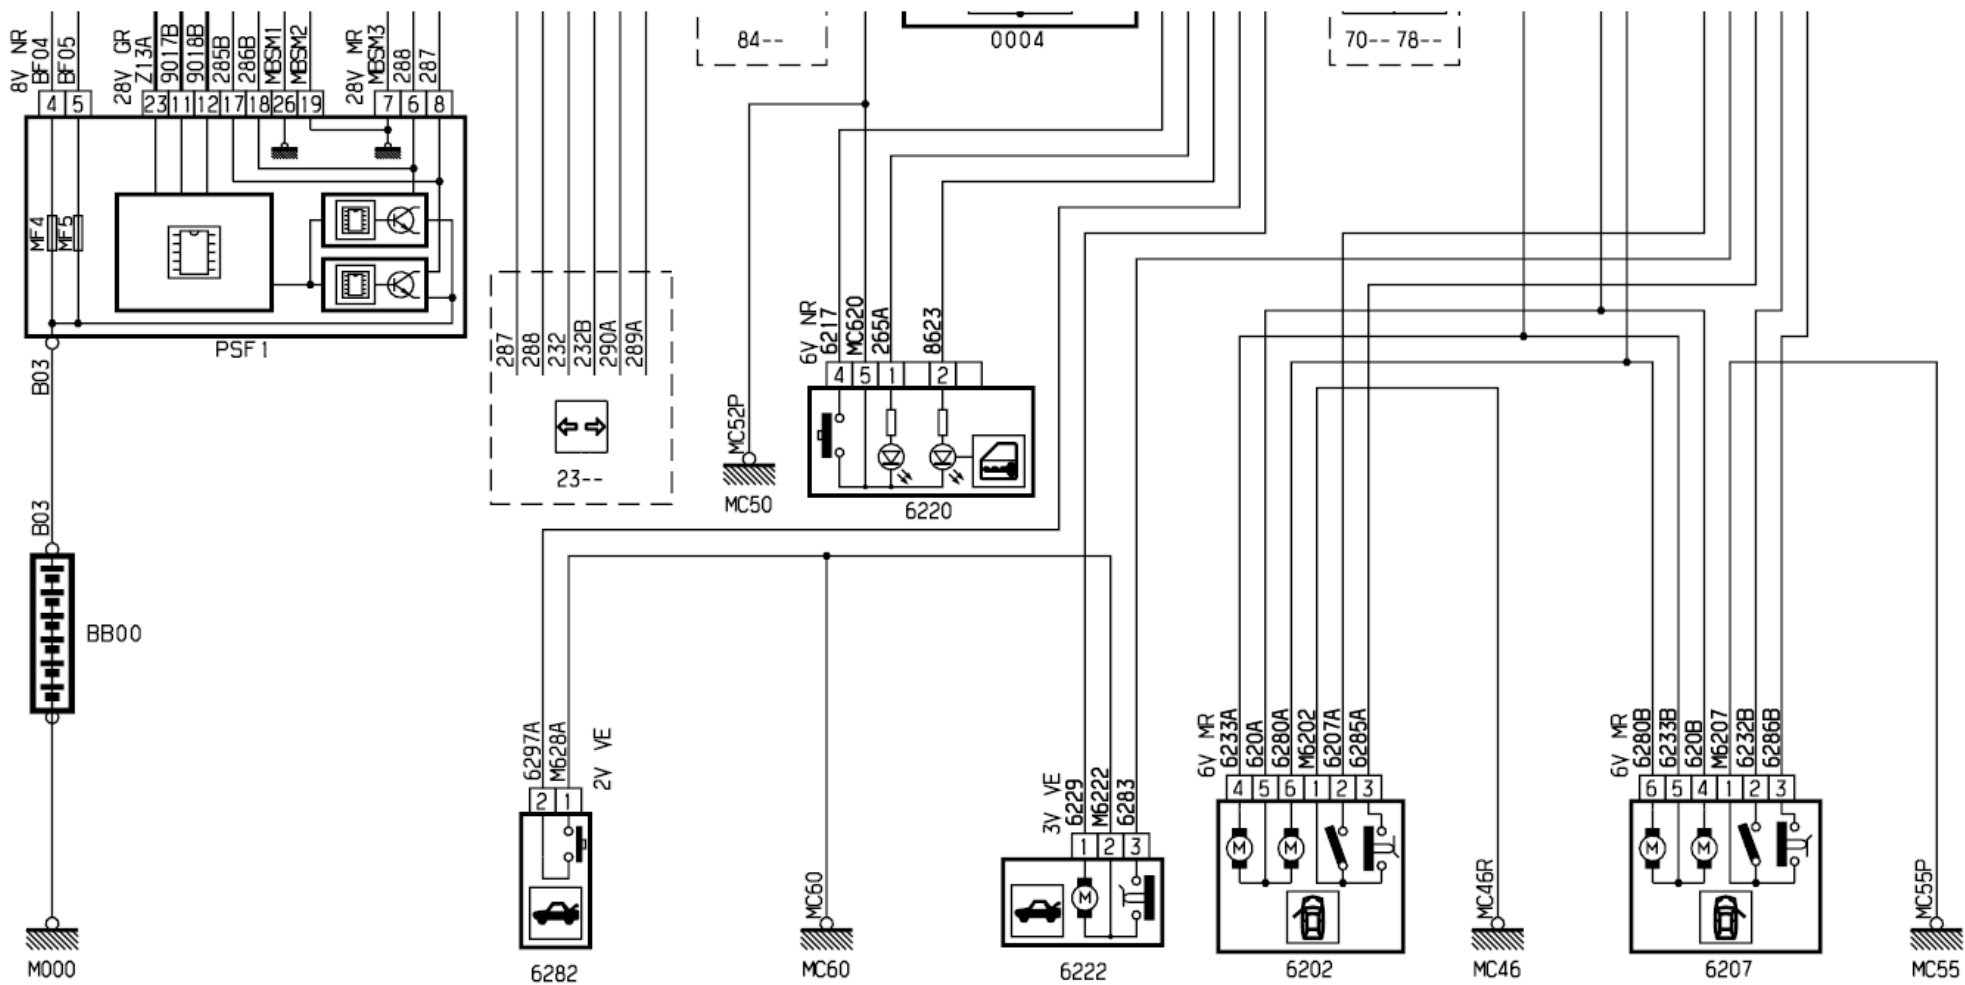 84--
0004
70-- 78--
8V NR
BF04
BF05
28V GR
Z13A
9017B
9018B
285B
286B
MBSM1
MBSM2
28V MR
MBSM3
288
287
4 5
23 11 12 17 18 26 19
7 6 8
MF4
MF5
PSF1
B03
B03
BB00
M000
287
288
232
232B
290A
289A
23--
MC52P
MC50
6V NR
6217
MC620
265A
8623
4 5 1 2
6220
6297A
M628A
2V VE
2 1
6282
MC60
MC60
3V VE
6229
M6222
6283
1 2 3
M
6222
6V MR
6233A
620A
6280A
M6202
6207A
6285A
4 5 6 1 2 3
M M
6202
MC46R
MC46
6V MR
6280B
6233B
620B
M6207
6232B
6286B
6 5 4 1 2 3
M M
6207
MC55P
MC55